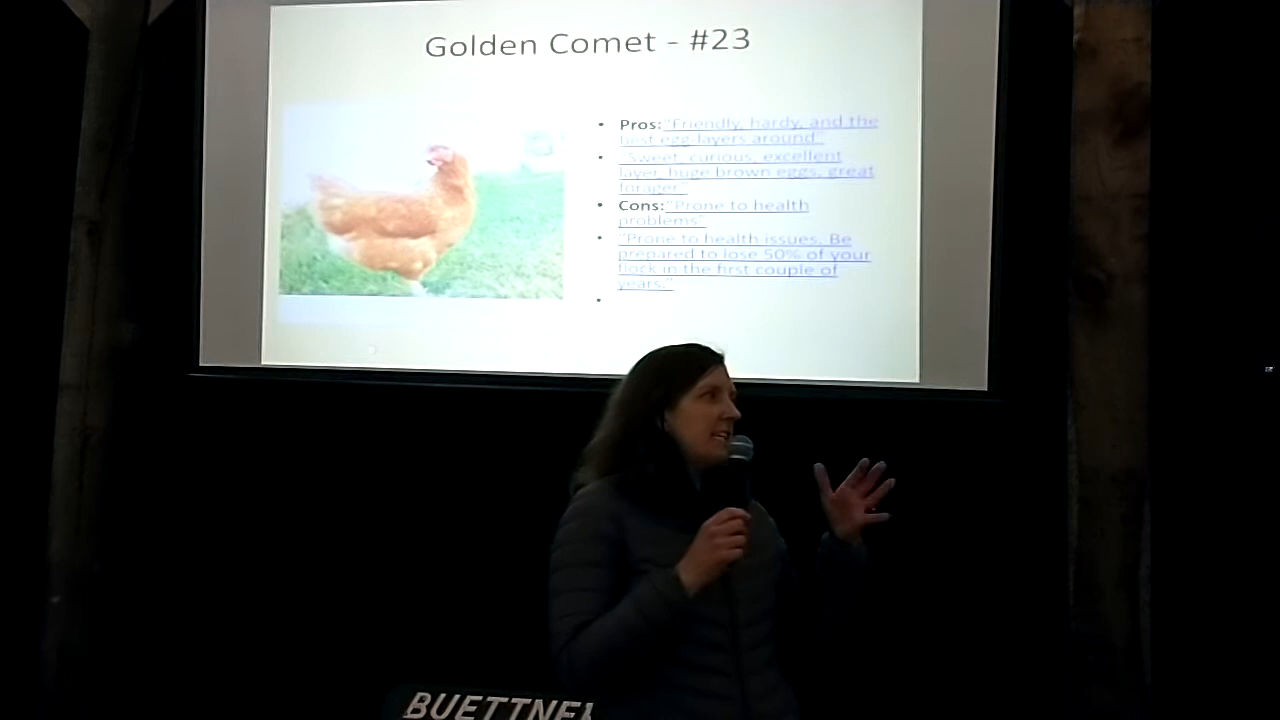 Golden Comet - #23
• Pros: "Friendly, hardy, and the
best egg-layers around."
• "Sweet, curious, excellent
layer, huge brown eggs, great
forager"
• Cons: "Prone to health
problems"
• "Prone to health issues. Be
prepared to lose 50% of your
flock in the first couple of
years."
•